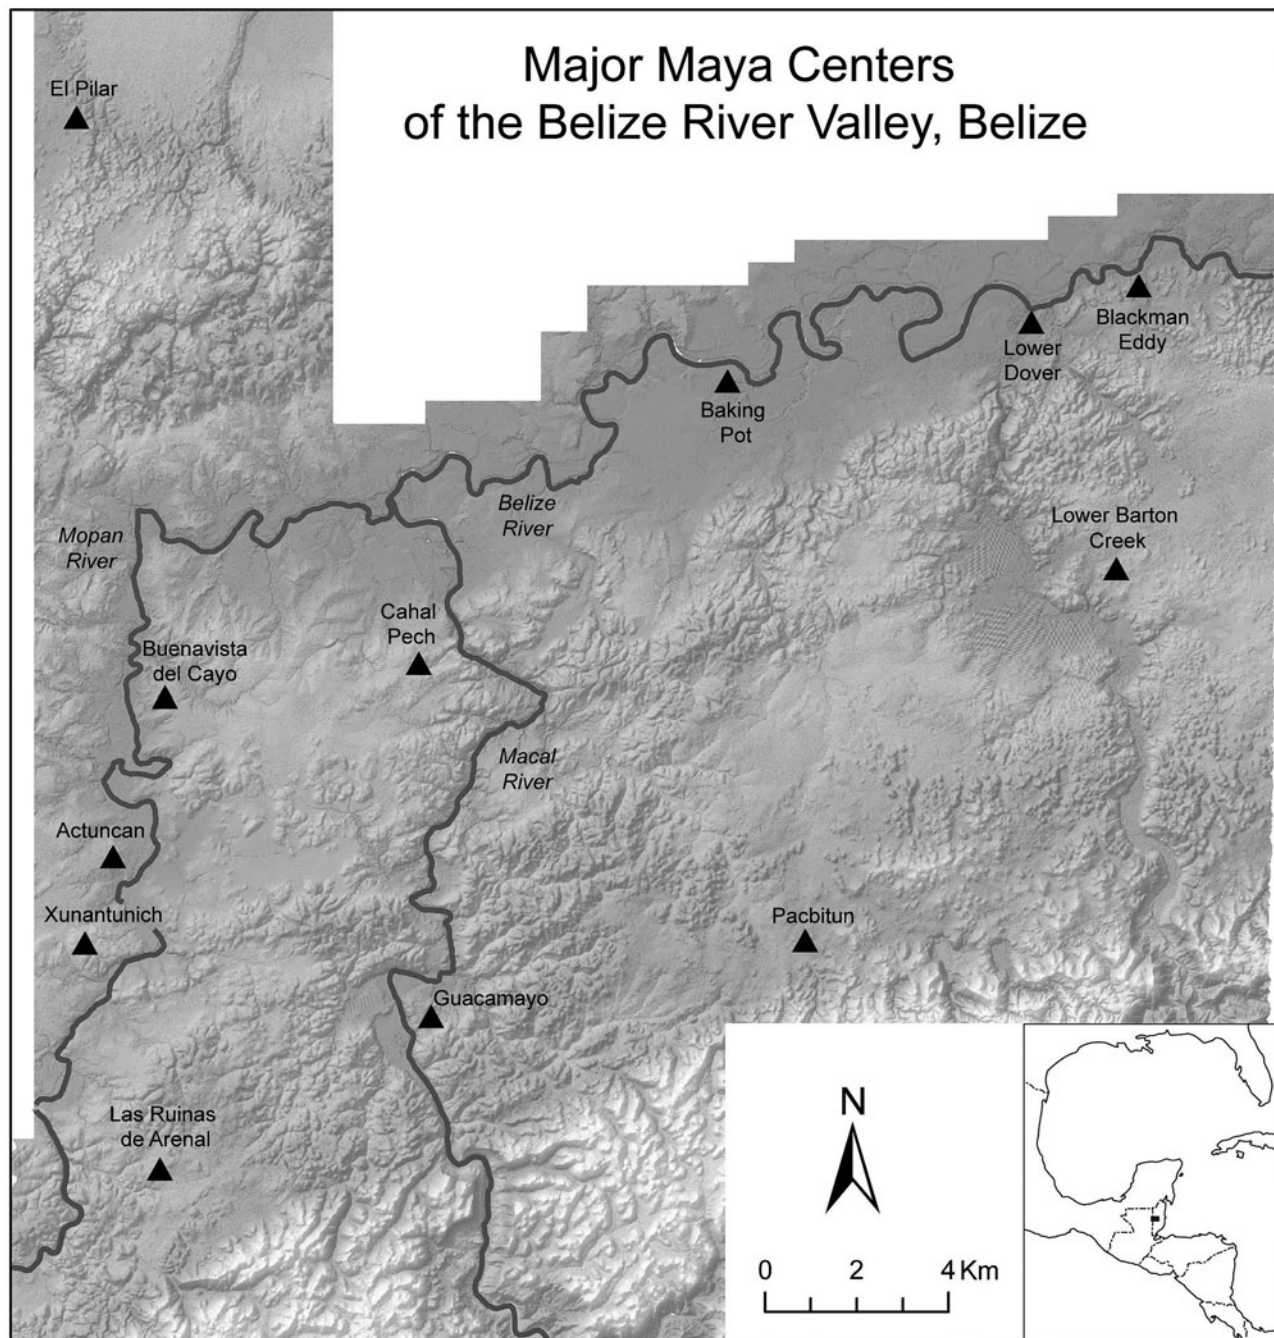 Major Maya Centers
of the Belize River Valley, Belize
El Pilar
Blackman
Eddy
Lower
Dover
Baking
Pot
Belize
River
Mopan
River
Lower Barton
Creek
Cahal
Pech
Buenavista
del Cayo
Macal
River
Actuncan
Xunantunich
Pacbitun
Guacamayo
Las Ruinas
de Arenal
N
0 2 4 Km